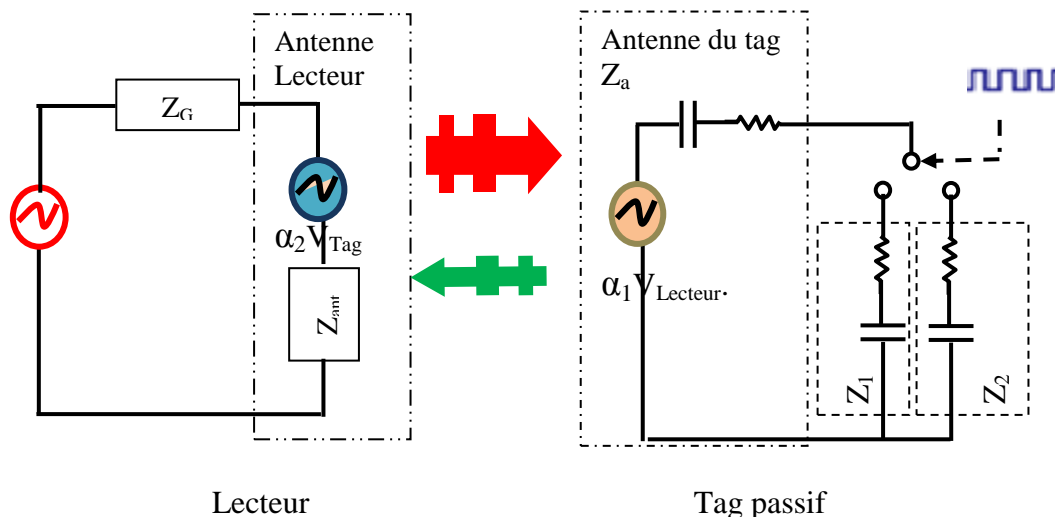 Antenne
Lecteur
Z_G
α₂V_Tag
Z_ant
Lecteur
Antenne du tag
Z_a
α₁V_Lecteur.
Z₁
Z₂
Tag passif